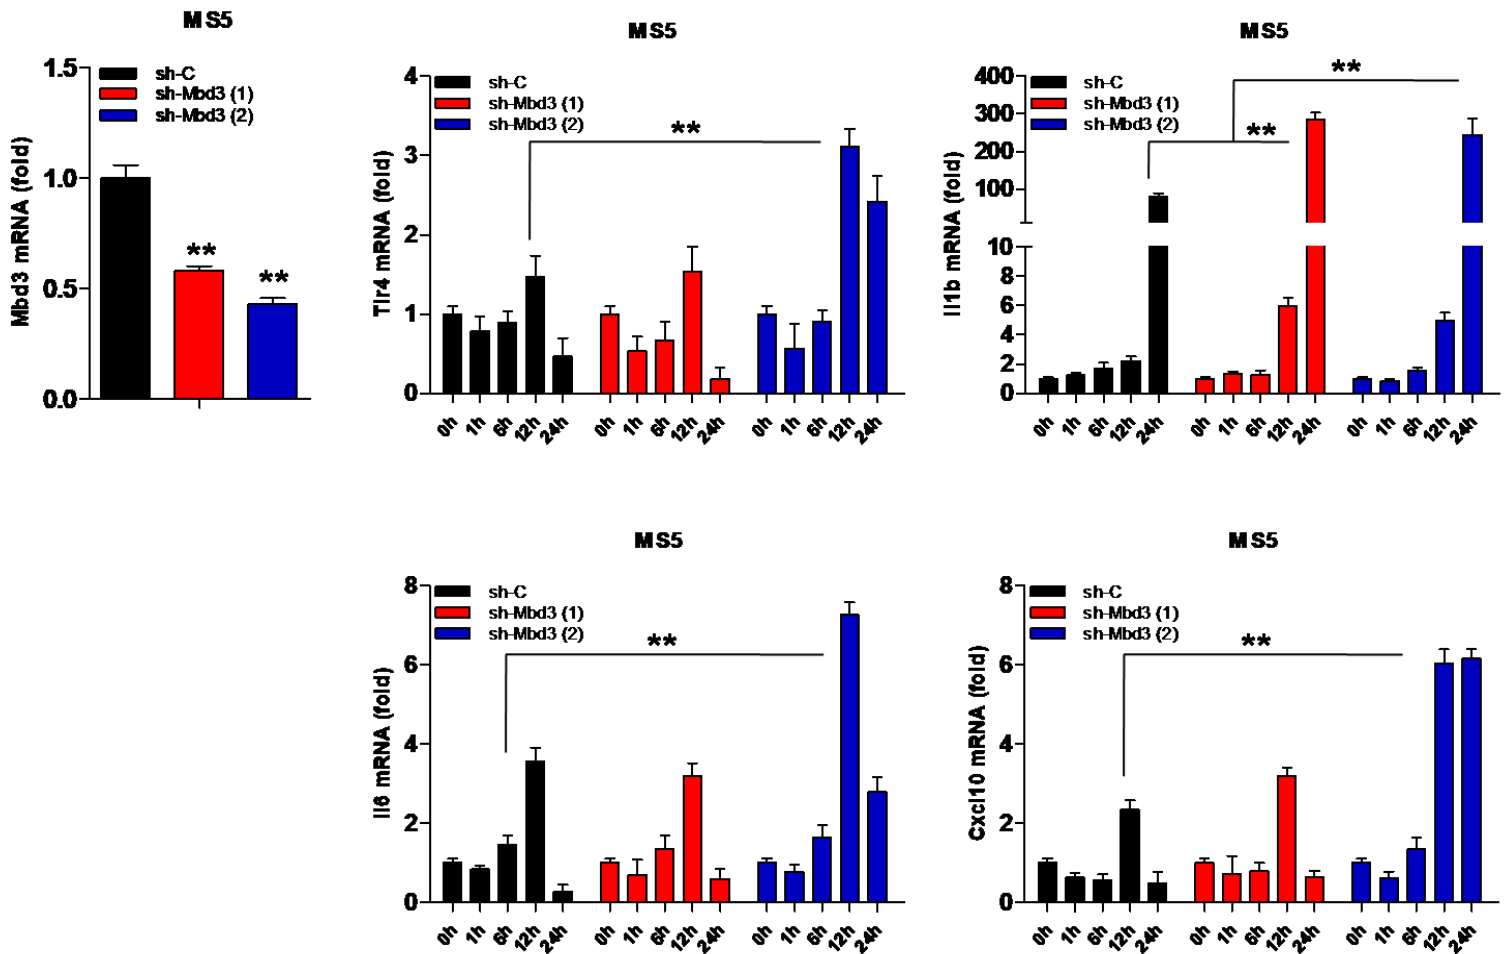 MS5
sh-C
sh-Mbd3 (1)
sh-Mbd3 (2)
Mbd3 mRNA (fold)
1.5
1.0
0.5
0.0
**
**
MS5
sh-C
sh-Mbd3 (1)
sh-Mbd3 (2)
Tlr4 mRNA (fold)
4
3
2
1
0
**
0h 1h 6h 12h 24h 0h 1h 6h 12h 24h 0h 1h 6h 12h 24h
MS5
sh-C
sh-Mbd3 (1)
sh-Mbd3 (2)
Il1b mRNA (fold)
400
300
200
100
10
8
6
4
2
0
**
**
0h 1h 6h 12h 24h 0h 1h 6h 12h 24h 0h 1h 6h 12h 24h
MS5
sh-C
sh-Mbd3 (1)
sh-Mbd3 (2)
Il6 mRNA (fold)
8
6
4
2
0
**
0h 1h 6h 12h 24h 0h 1h 6h 12h 24h 0h 1h 6h 12h 24h
MS5
sh-C
sh-Mbd3 (1)
sh-Mbd3 (2)
Cxcl10 mRNA (fold)
8
6
4
2
0
**
0h 1h 6h 12h 24h 0h 1h 6h 12h 24h 0h 1h 6h 12h 24h